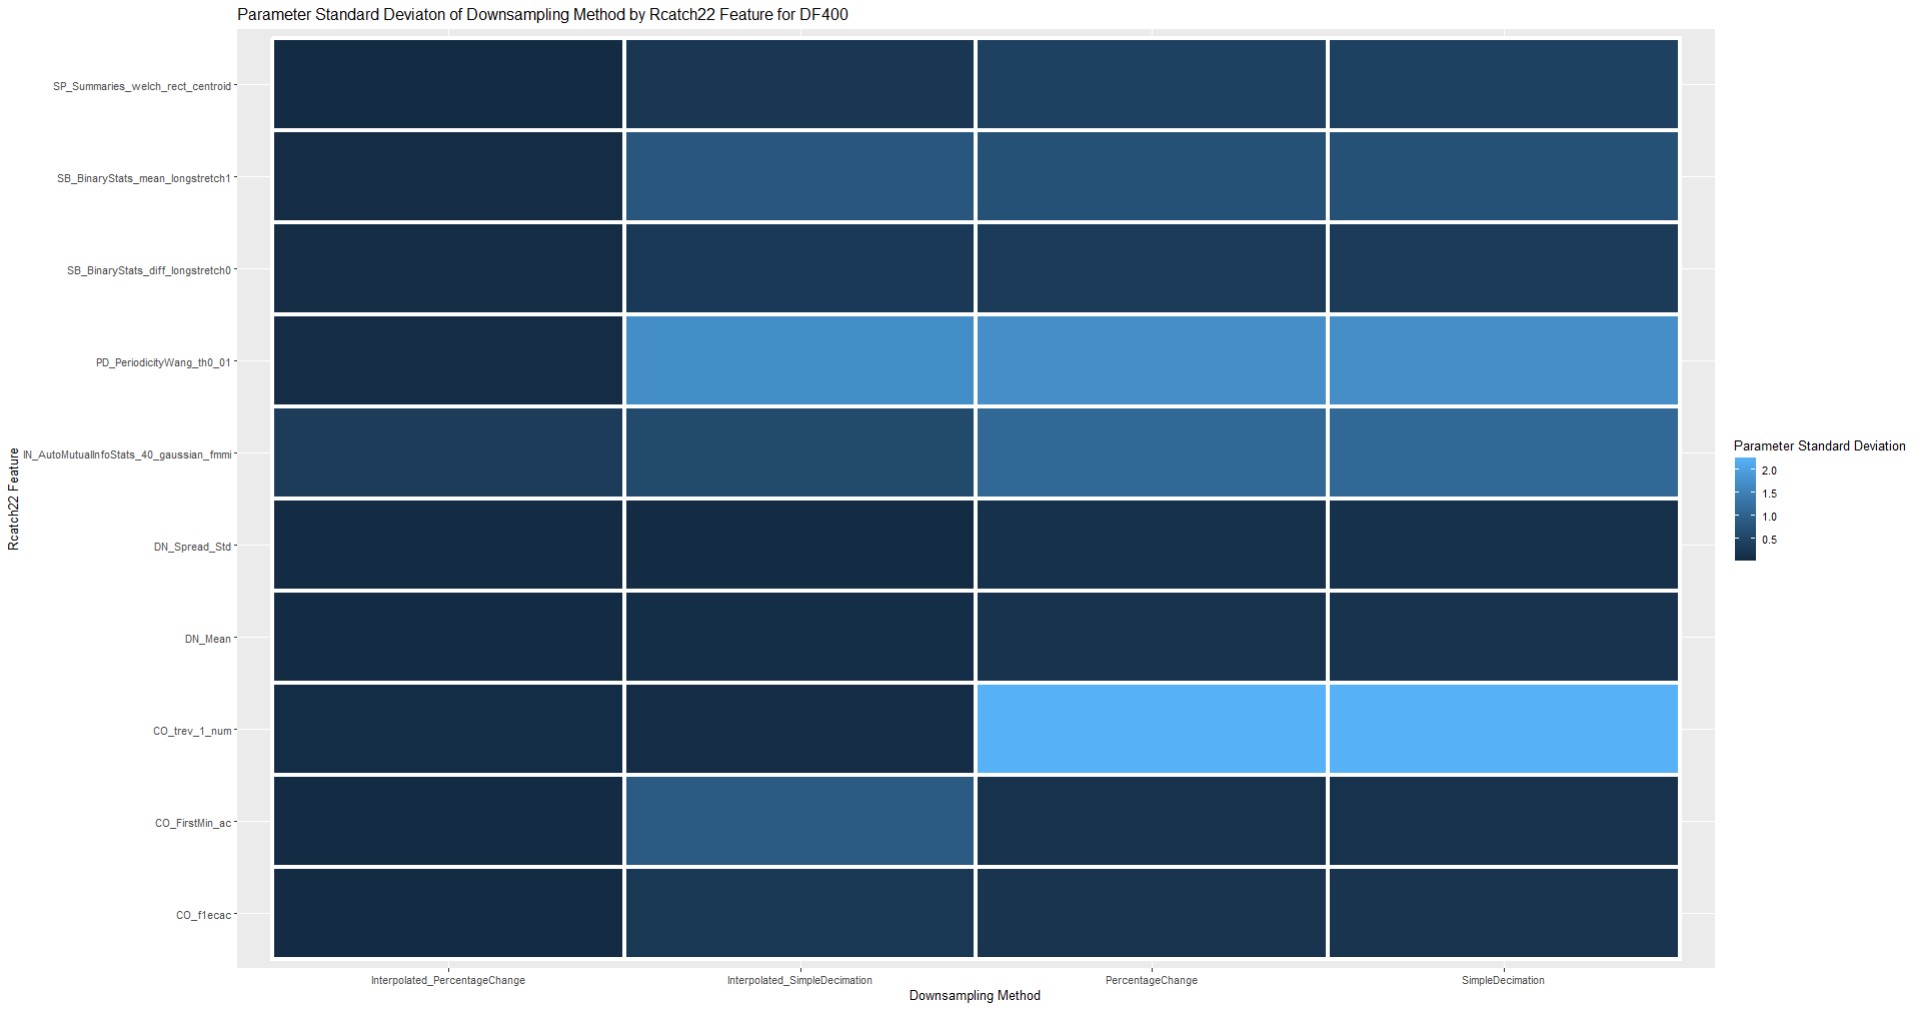 Parameter Standard Deviaton of Downsampling Method by Rcatch22 Feature for DF400
SP_Summaries_welch_rect_centroid
SB_BinaryStats_mean_longstretch1
SB_BinaryStats_diff_longstretch0
PD_PeriodicityWang_th0_01
IN_AutoMutualInfoStats_40_gaussian_fmmi
DN_Spread_Std
DN_Mean
CO_trev_1_num
CO_FirstMin_ac
CO_f1ecac
Rcatch22 Feature
Interpolated_PercentageChange
Interpolated_SimpleDecimation
PercentageChange
SimpleDecimation
Downsampling Method
Parameter Standard Deviation
2.0
1.5
1.0
0.5